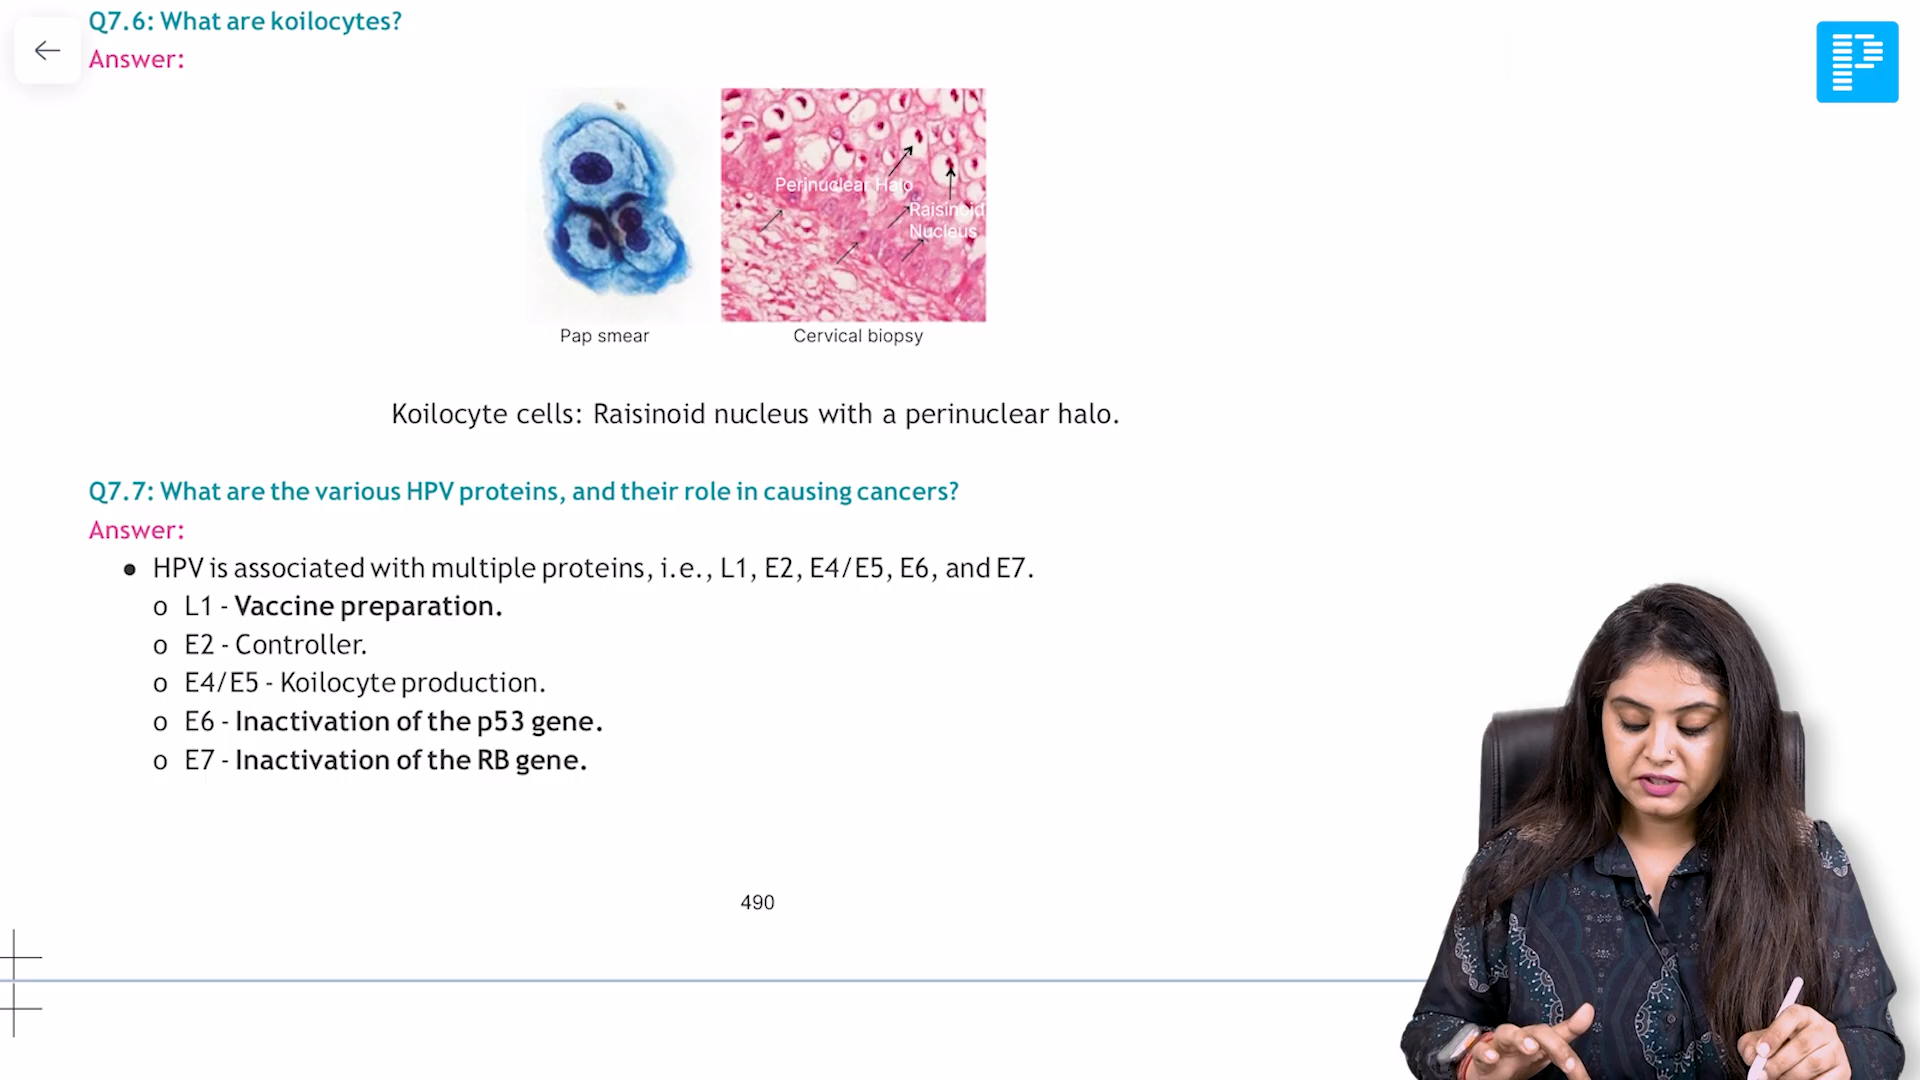 Q7.6: What are koilocytes?
Answer:
Perinuclear Halo
Raisinoid
Nucleus
Pap smear
Cervical biopsy
Koilocyte cells: Raisinoid nucleus with a perinuclear halo.
Q7.7: What are the various HPV proteins, and their role in causing cancers?
Answer:
● HPV is associated with multiple proteins, i.e., L1, E2, E4/E5, E6, and E7.
o L1 - Vaccine preparation.
o E2 - Controller.
o E4/E5 - Koilocyte production.
o E6 - Inactivation of the p53 gene.
o E7 - Inactivation of the RB gene.
490